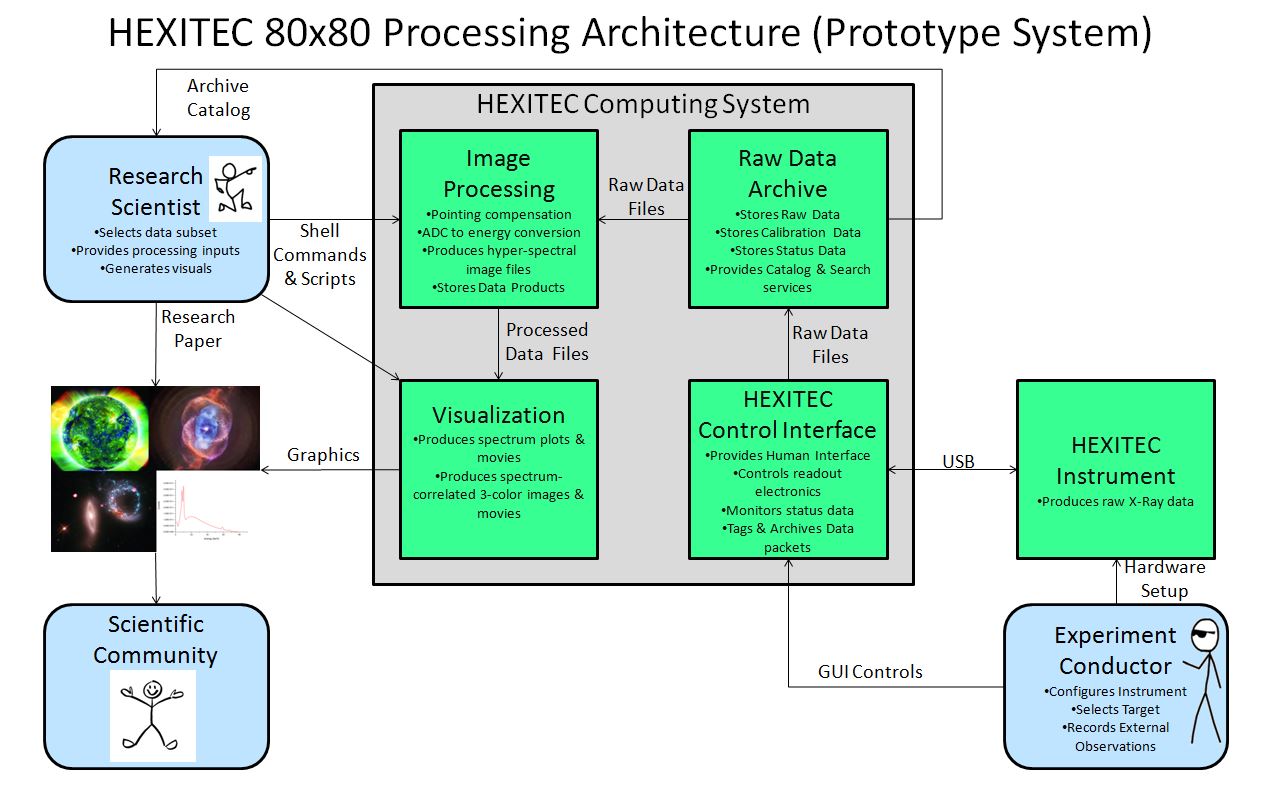 HEXITEC 80x80 Processing Architecture (Prototype System)
Archive
Catalog
HEXITEC Computing System
Research
Scientist
•Selects data subset
•Provides processing inputs
•Generates visuals
Shell
Commands
& Scripts
Image
Processing
•Pointing compensation
•ADC to energy conversion
•Produces hyper-spectral
image files
•Stores Data Products
Raw Data
Files
Raw Data
Archive
•Stores Raw Data
•Stores Calibration Data
•Stores Status Data
•Provides Catalog & Search
services
Research
Paper
Processed
Data Files
Raw Data
Files
Visualization
•Produces spectrum plots &
movies
•Produces spectrum-
correlated 3-color images &
movies
Graphics
HEXITEC
Control Interface
•Provides Human Interface
•Controls readout
electronics
•Monitors status data
•Tags & Archives Data
packets
USB
HEXITEC
Instrument
•Produces raw X-Ray data
Hardware
Setup
Scientific
Community
GUI Controls
Experiment
Conductor
•Configures Instrument
•Selects Target
•Records External
Observations